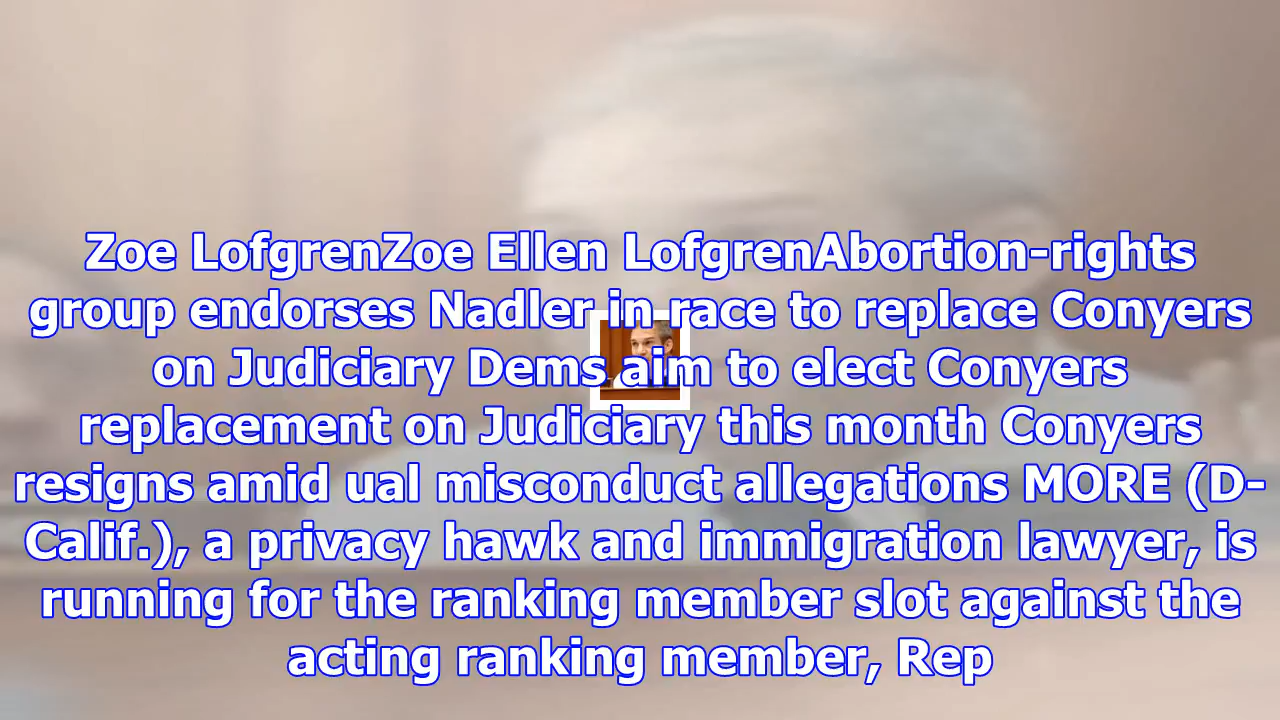 Zoe LofgrenZoe Ellen LofgrenAbortion-rights
group endorses Nadler in race to replace Conyers
on Judiciary Dems aim to elect Conyers
replacement on Judiciary this month Conyers
resigns amid ual misconduct allegations MORE (D-
Calif.), a privacy hawk and immigration lawyer, is
running for the ranking member slot against the
acting ranking member, Rep